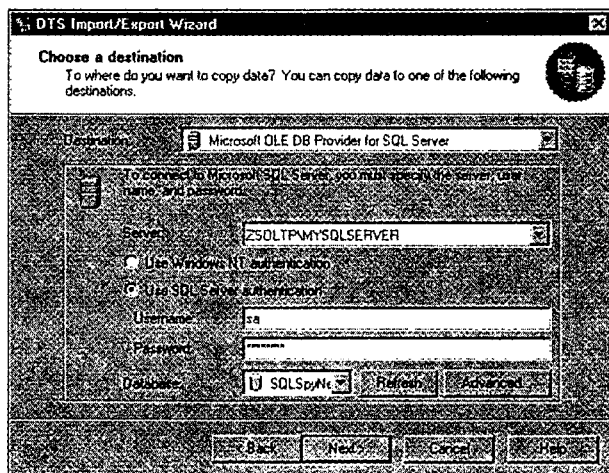 DTS Import/Export Wizard
Choose a destination
To where do you want to copy data? You can copy data to one of the following
destinations.
Destination: Microsoft OLE DB Provider for SQL Server
To connect to Microsoft SQL Server, you must specify the server, user
name, and password.
Server: ZSQLTP\MYSQLSERVER
Use Windows NT authentication
Use SQL Server authentication
Username: sa
Password: *******
Database: SQLSpyNe Refresh Advanced...
< Back Next > Cancel Help